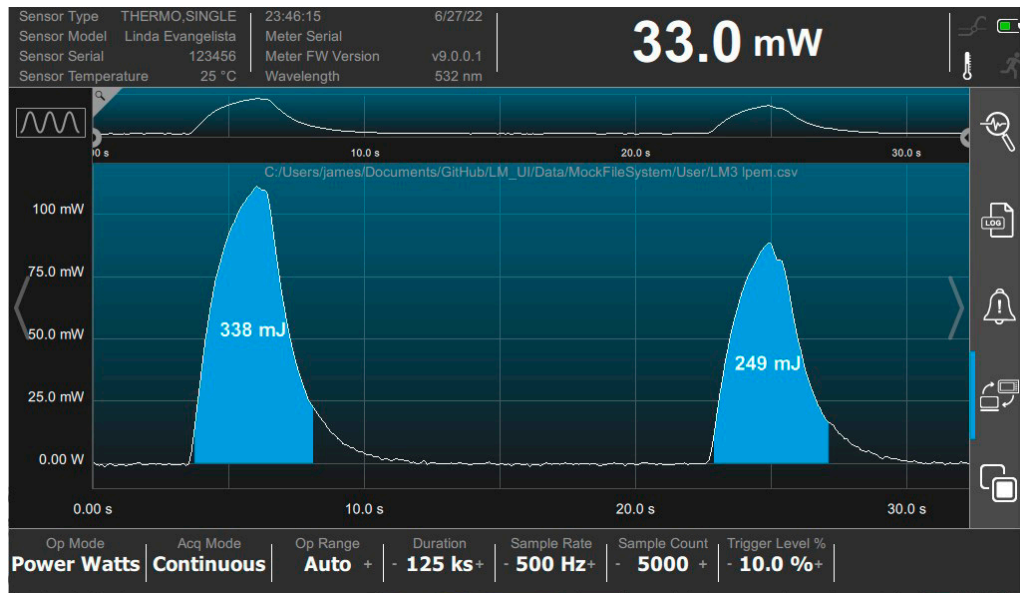 Sensor Type THERMO,SINGLE 23:46:15 6/27/22
Sensor Model Linda Evangelista Meter Serial
Sensor Serial 123456 Meter FW Version v9.0.0.1
Sensor Temperature 25 °C Wavelength 532 nm
33.0 mW
0 s 10.0 s 20.0 s 30.0 s
C:/Users/james/Documents/GitHub/LM_UI/Data/MockFileSystem/User/LM3 lpem.csv
100 mW
75.0 mW
50.0 mW
25.0 mW
0.00 W
338 mJ
249 mJ
LOG
0.00 s 10.0 s 20.0 s 30.0 s
Op Mode Acq Mode Op Range Duration Sample Rate Sample Count Trigger Level %
Power Watts Continuous Auto + - 125 ks + - 500 Hz + - 5000 + - 10.0 % +